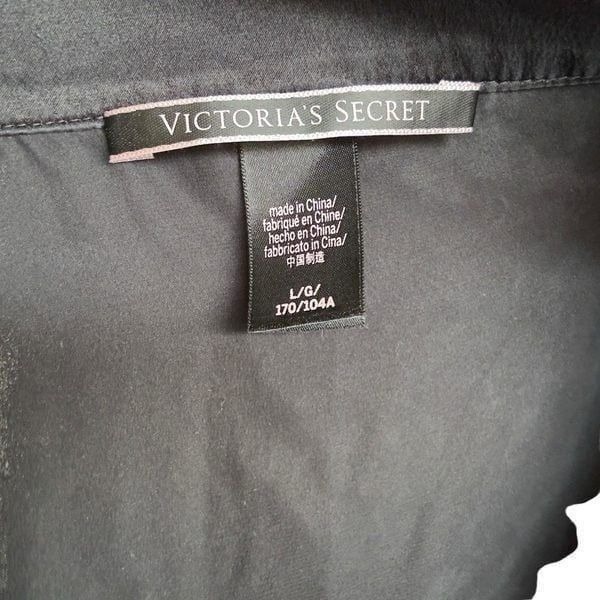 VICTORIA'S SECRET
made in China/
fabriqué en Chine/
hecho en China/
fabbricato in Cina/
中国制造
L/G/
170/104A